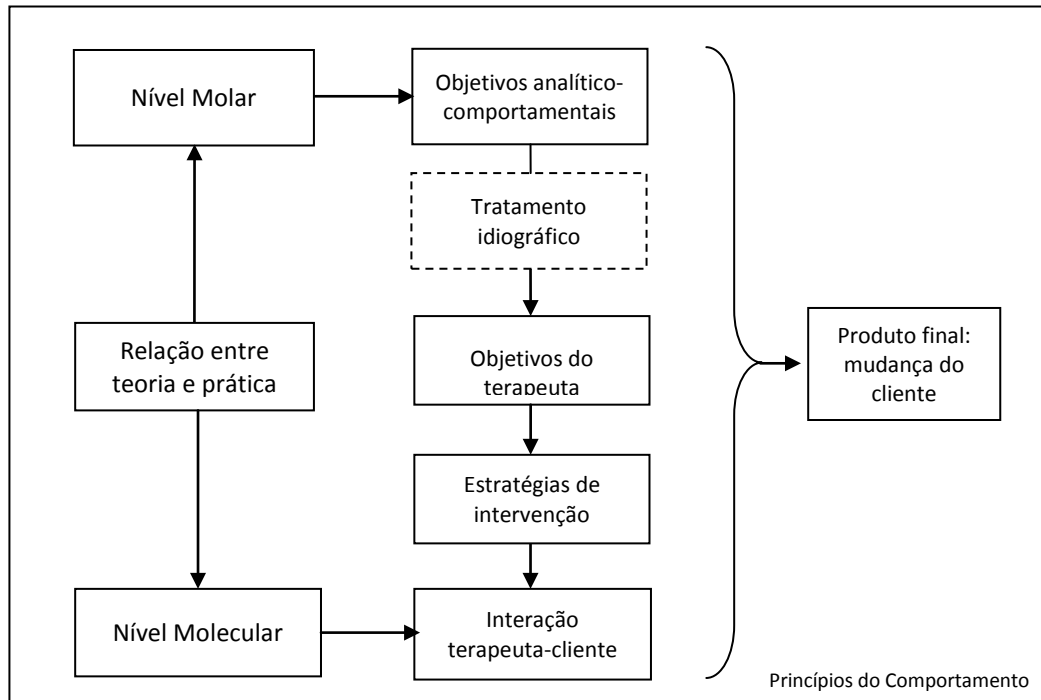 Nível Molar
Objetivos analítico-
comportamentais
Tratamento
idiográfico
Relação entre
teoria e prática
Objetivos do
terapeuta
Produto final:
mudança do
cliente
Estratégias de
intervenção
Nível Molecular
Interação
terapeuta-cliente
Princípios do Comportamento